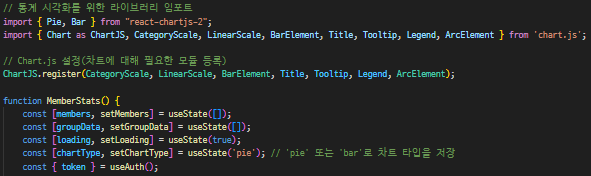 // 통계 시각화를 위한 라이브러리 임포트
import { Pie, Bar } from "react-chartjs-2";
import { Chart as ChartJS, CategoryScale, LinearScale, BarElement, Title, Tooltip, Legend, ArcElement } from 'chart.js';
// Chart.js 설정(차트에 대해 필요한 모듈 등록)
ChartJS.register(CategoryScale, LinearScale, BarElement, Title, Tooltip, Legend, ArcElement);
function MemberStats() {
const [members, setMembers] = useState([]);
const [groupData, setGroupData] = useState([]);
const [loading, setLoading] = useState(true);
const [chartType, setChartType] = useState('pie'); // 'pie' 또는 'bar'로 차트 타입을 저장
const { token } = useAuth();